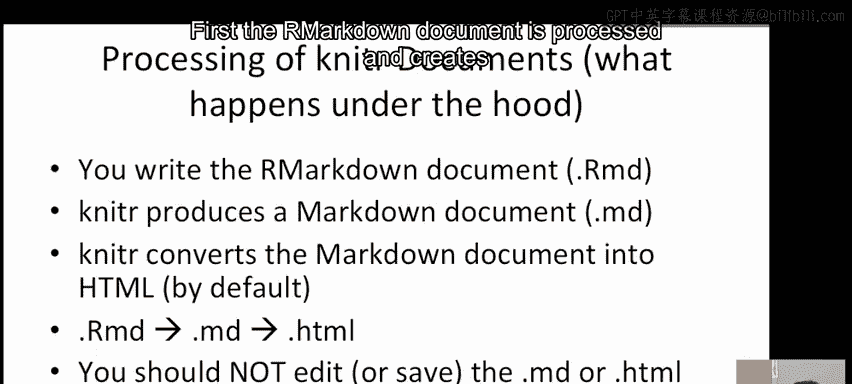 GPT中英字幕课程资源@bilibili.com
First the RMarkdown document is processed
and creates
Processing of knitr Documents (what
happens under the hood)
• You write the RMarkdown document (.Rmd)
• knitr produces a Markdown document (.md)
• knitr converts the Markdown document into
HTML (by default)
• .Rmd → .md → .html
• You should NOT edit (or save) the .md or .html